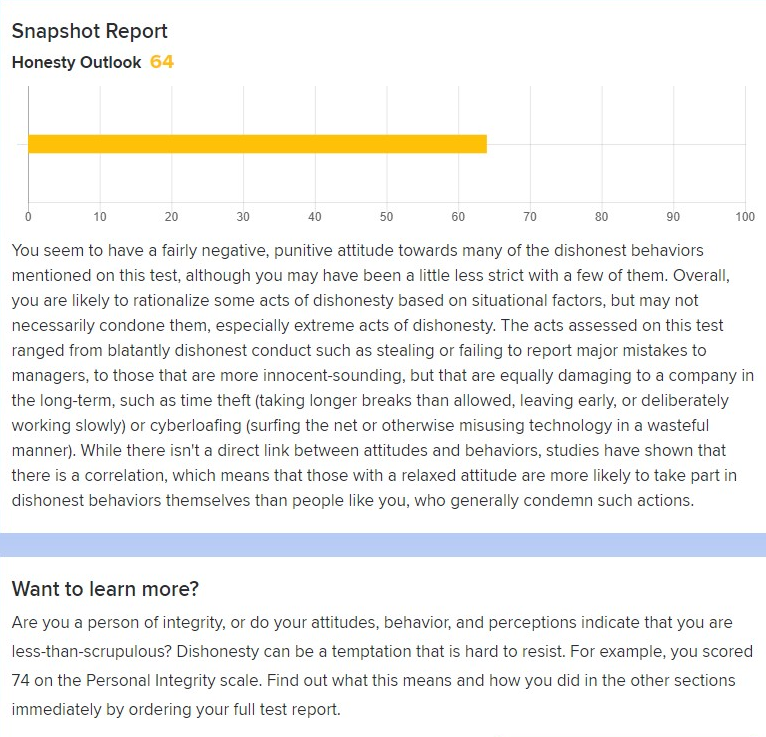 Snapshot Report
Honesty Outlook 64
0 10 20 30 40 50 60 70 80 90 100
You seem to have a fairly negative, punitive attitude towards many of the dishonest behaviors
mentioned on this test, although you may have been a little less strict with a few of them. Overall,
you are likely to rationalize some acts of dishonesty based on situational factors, but may not
necessarily condone them, especially extreme acts of dishonesty. The acts assessed on this test
ranged from blatantly dishonest conduct such as stealing or failing to report major mistakes to
managers, to those that are more innocent-sounding, but that are equally damaging to a company in
the long-term, such as time theft (taking longer breaks than allowed, leaving early, or deliberately
working slowly) or cyberloafing (surfing the net or otherwise misusing technology in a wasteful
manner). While there isn't a direct link between attitudes and behaviors, studies have shown that
there is a correlation, which means that those with a relaxed attitude are more likely to take part in
dishonest behaviors themselves than people like you, who generally condemn such actions.
Want to learn more?
Are you a person of integrity, or do your attitudes, behavior, and perceptions indicate that you are
less-than-scrupulous? Dishonesty can be a temptation that is hard to resist. For example, you scored
74 on the Personal Integrity scale. Find out what this means and how you did in the other sections
immediately by ordering your full test report.